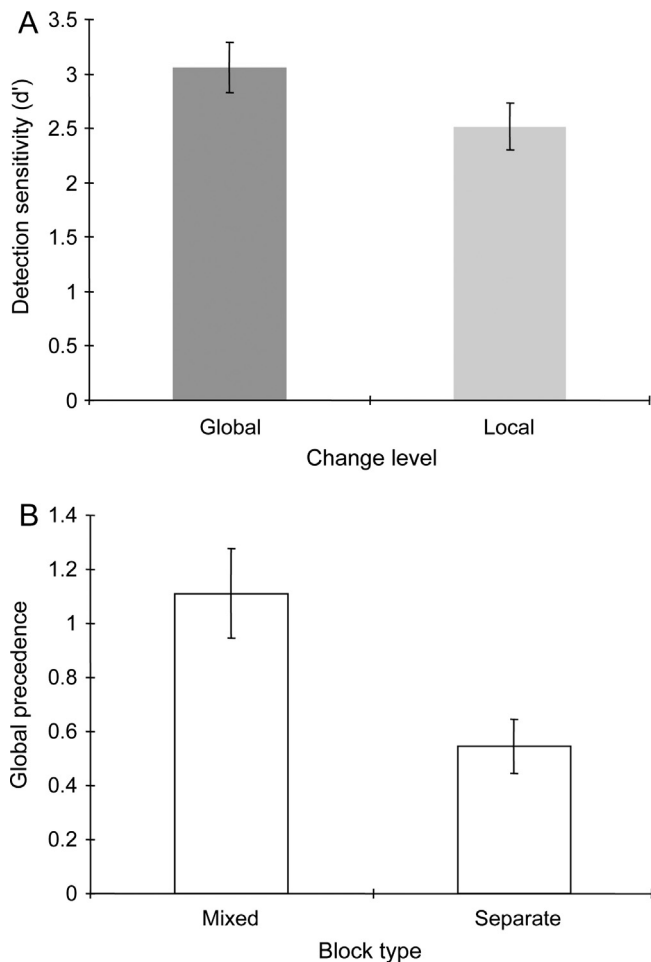 A
3.5
3
2.5
2
1.5
1
0.5
0
Detection sensitivity (d')
Global Local
Change level
B
1.4
1.2
1
0.8
0.6
0.4
0.2
0
Global precedence
Mixed Separate
Block type